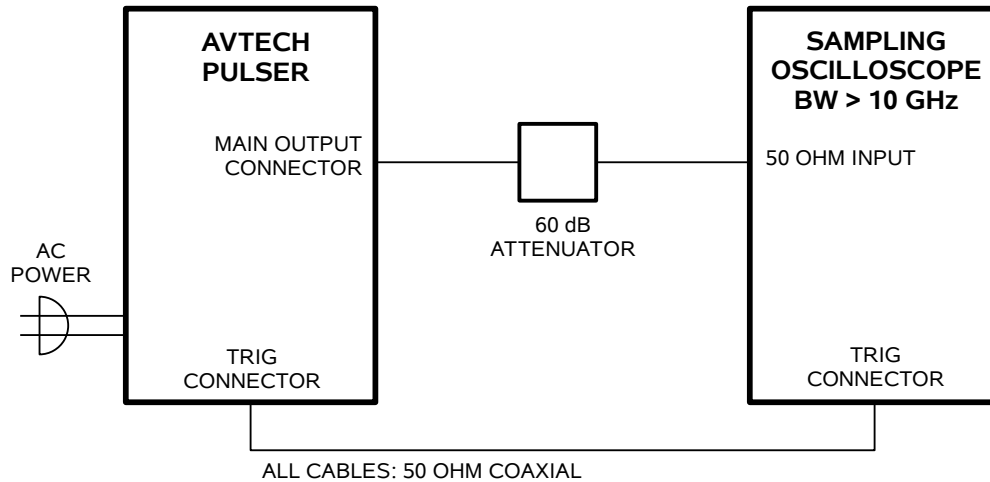 AVTECH
PULSER
SAMPLING
OSCILLOSCOPE
BW > 10 GHz
MAIN OUTPUT
CONNECTOR
50 OHM INPUT
60 dB
ATTENUATOR
AC
POWER
TRIG
CONNECTOR
TRIG
CONNECTOR
ALL CABLES: 50 OHM COAXIAL